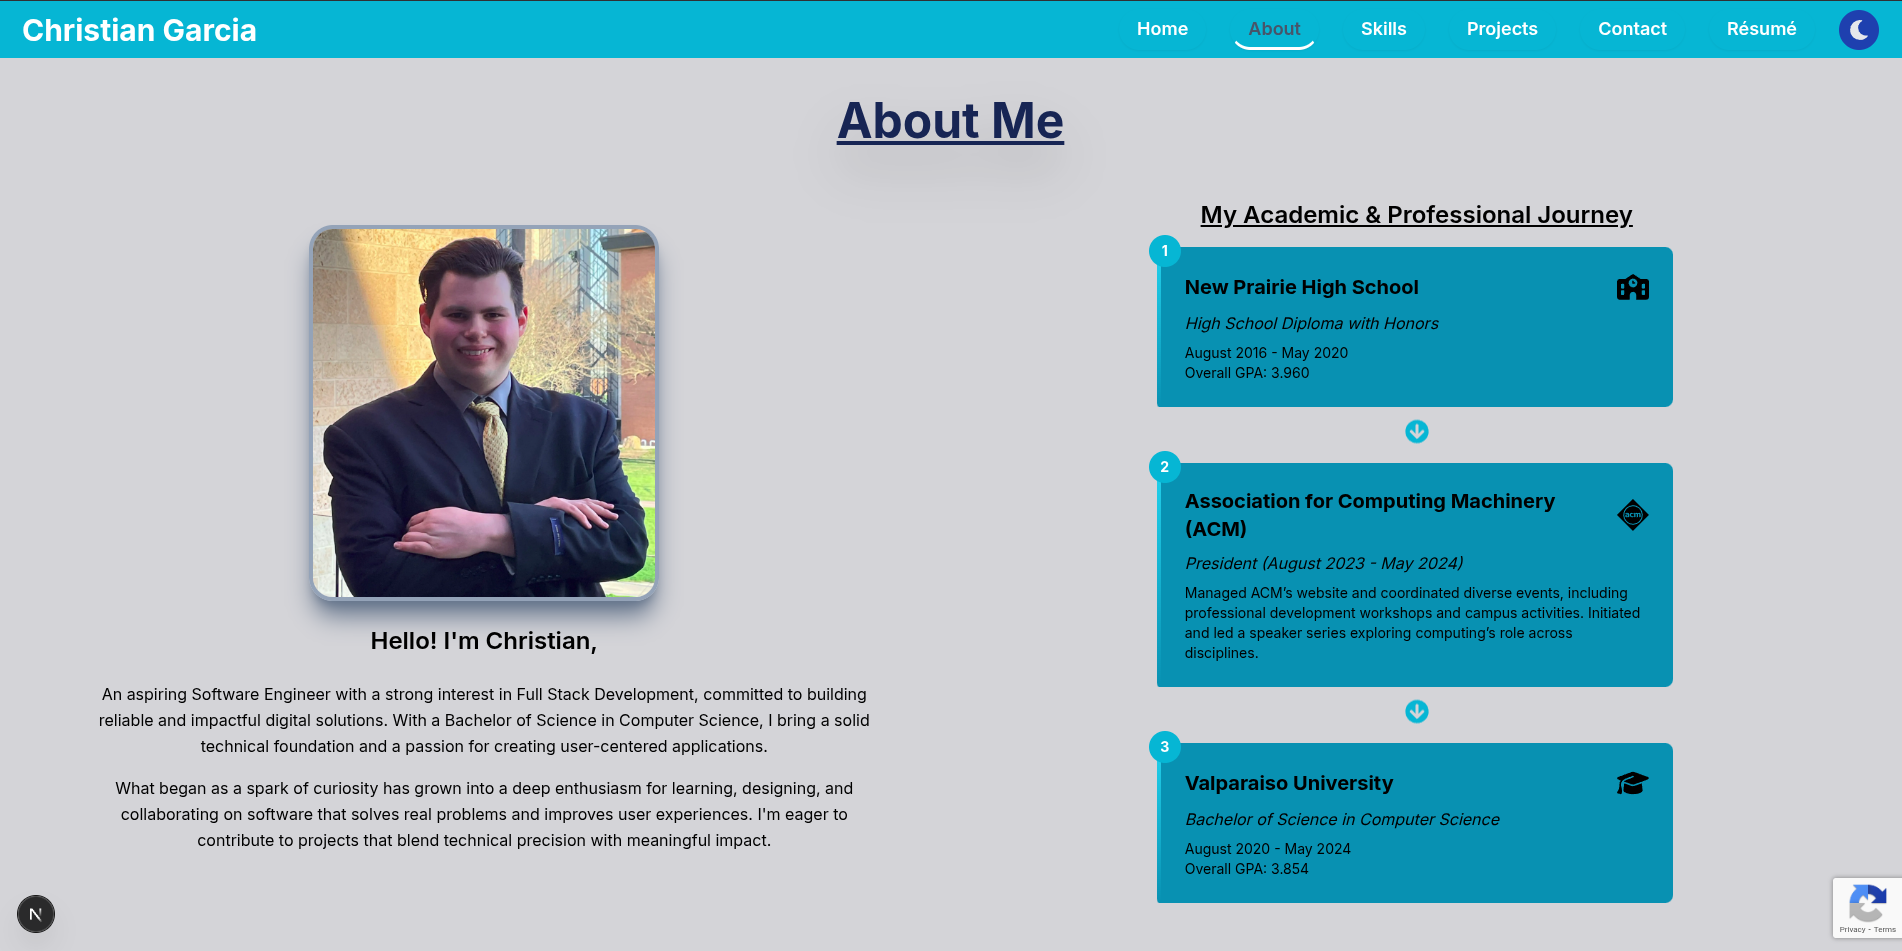 Christian Garcia
Home
About
Skills
Projects
Contact
Résumé
About Me
Hello! I'm Christian,
An aspiring Software Engineer with a strong interest in Full Stack Development, committed to building
reliable and impactful digital solutions. With a Bachelor of Science in Computer Science, I bring a solid
technical foundation and a passion for creating user-centered applications.
What began as a spark of curiosity has grown into a deep enthusiasm for learning, designing, and
collaborating on software that solves real problems and improves user experiences. I'm eager to
contribute to projects that blend technical precision with meaningful impact.
My Academic & Professional Journey
1
New Prairie High School
High School Diploma with Honors
August 2016 - May 2020
Overall GPA: 3.960
2
Association for Computing Machinery
(ACM)
acm
President (August 2023 - May 2024)
Managed ACM’s website and coordinated diverse events, including
professional development workshops and campus activities. Initiated
and led a speaker series exploring computing’s role across
disciplines.
3
Valparaiso University
Bachelor of Science in Computer Science
August 2020 - May 2024
Overall GPA: 3.854
N
Privacy - Terms